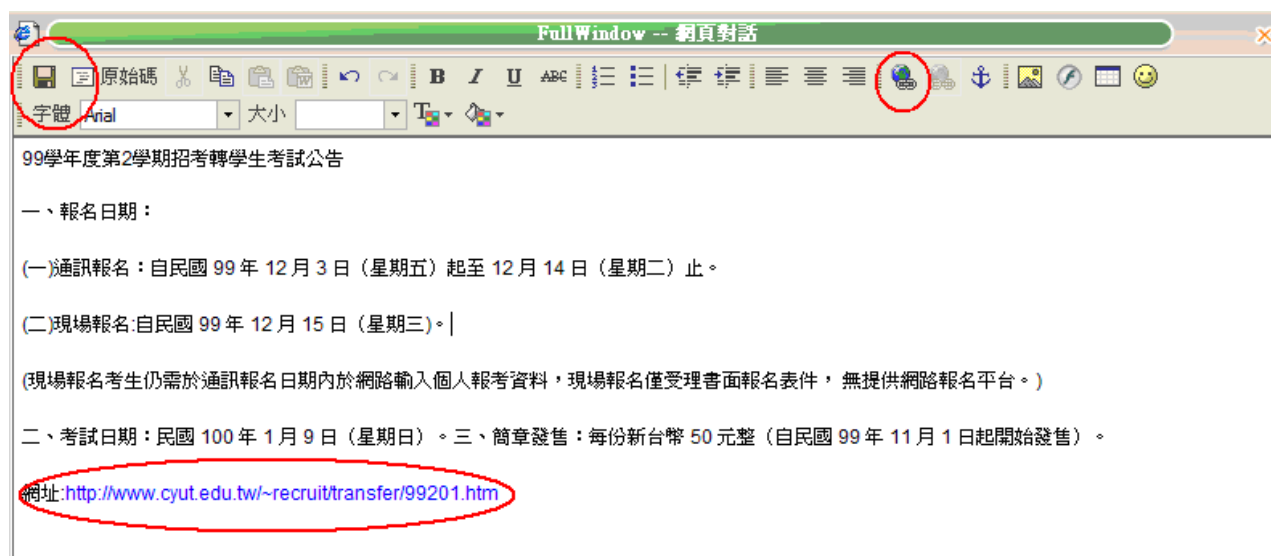 FullWindow -- 網頁對話
原始碼 B I U ABC
字體 Arial 大小
99學年度第2學期招考轉學生考試公告
一、報名日期：
(一)通訊報名：自民國 99 年 12 月 3 日（星期五）起至 12 月 14 日（星期二）止。
(二)現場報名:自民國 99 年 12 月 15 日（星期三)。
(現場報名考生仍需於通訊報名日期內於網路輸入個人報考資料，現場報名僅受理書面報名表件， 無提供網路報名平台。)
二、考試日期：民國 100 年 1 月 9 日（星期日）。三、簡章發售：每份新台幣 50 元整（自民國 99 年 11 月 1 日起開始發售）。
網址:http://www.cyut.edu.tw/~recruit/transfer/99201.htm